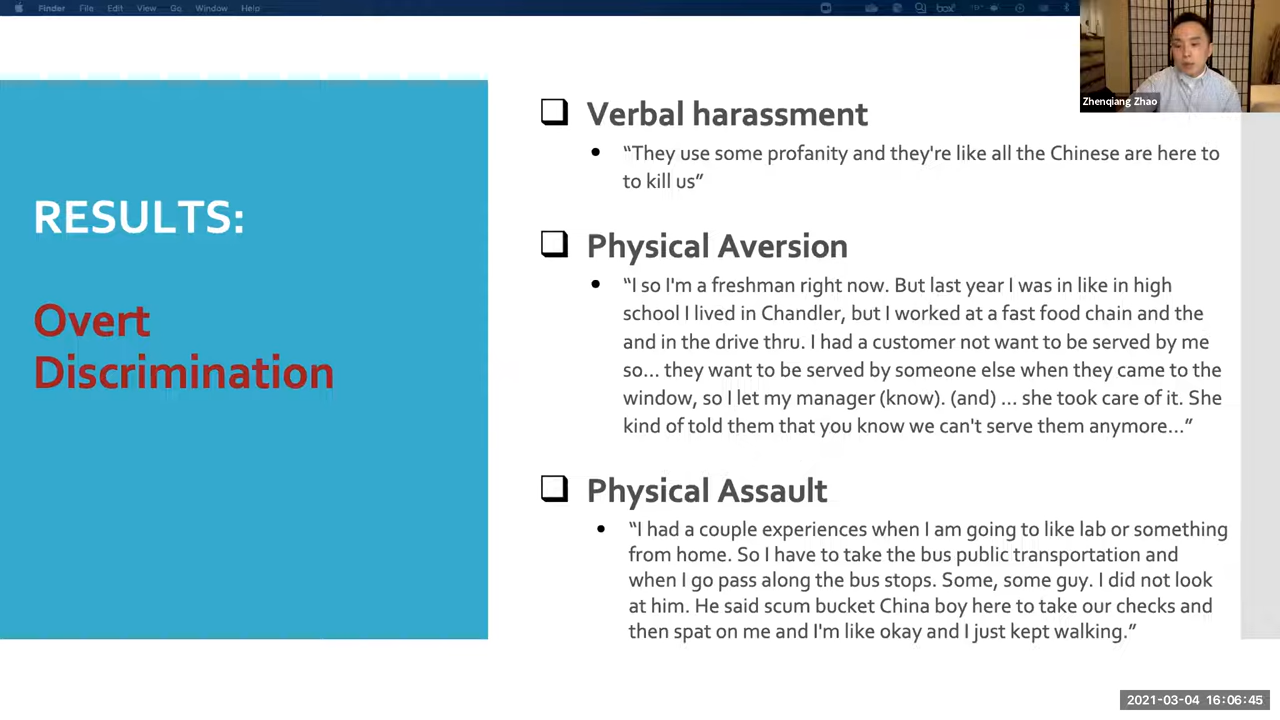 Finder File Edit View Go Window Help
box
Zhenqiang Zhao
RESULTS:
Overt
Discrimination
Verbal harassment
“They use some profanity and they're like all the Chinese are here to
to kill us”
Physical Aversion
“I so I'm a freshman right now. But last year I was in like in high
school I lived in Chandler, but I worked at a fast food chain and the
and in the drive thru. I had a customer not want to be served by me
so... they want to be served by someone else when they came to the
window, so I let my manager (know). (and) ... she took care of it. She
kind of told them that you know we can't serve them anymore...”
Physical Assault
“I had a couple experiences when I am going to like lab or something
from home. So I have to take the bus public transportation and
when I go pass along the bus stops. Some, some guy. I did not look
at him. He said scum bucket China boy here to take our checks and
then spat on me and I'm like okay and I just kept walking.”
2021-03-04 16:06:45